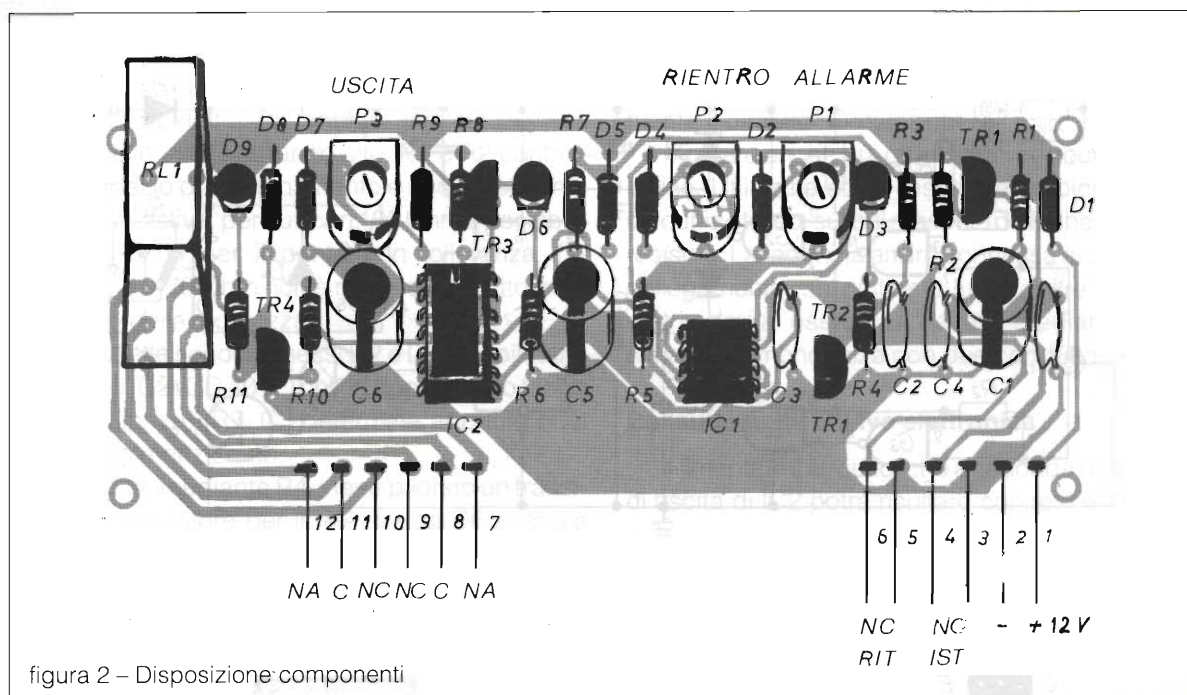 USCITA RIENTRO ALLARME
P3 P2 P1
D8 D7 R9 R8 R7 D5 D4 D2 R3 TR1 R1
RL1 D9 D6 D3 D1
TR3 R2
TR4 TR2
R11 R10 C6 R6 C5 R5 C3 R4 C2 C4 C1
IC2 IC1 TR1
12 11 10 9 8 7 6 5 4 3 2 1
NA C NC NC C NA NC NC - + 12 V
RIT IST
figura 2 – Disposizione componenti